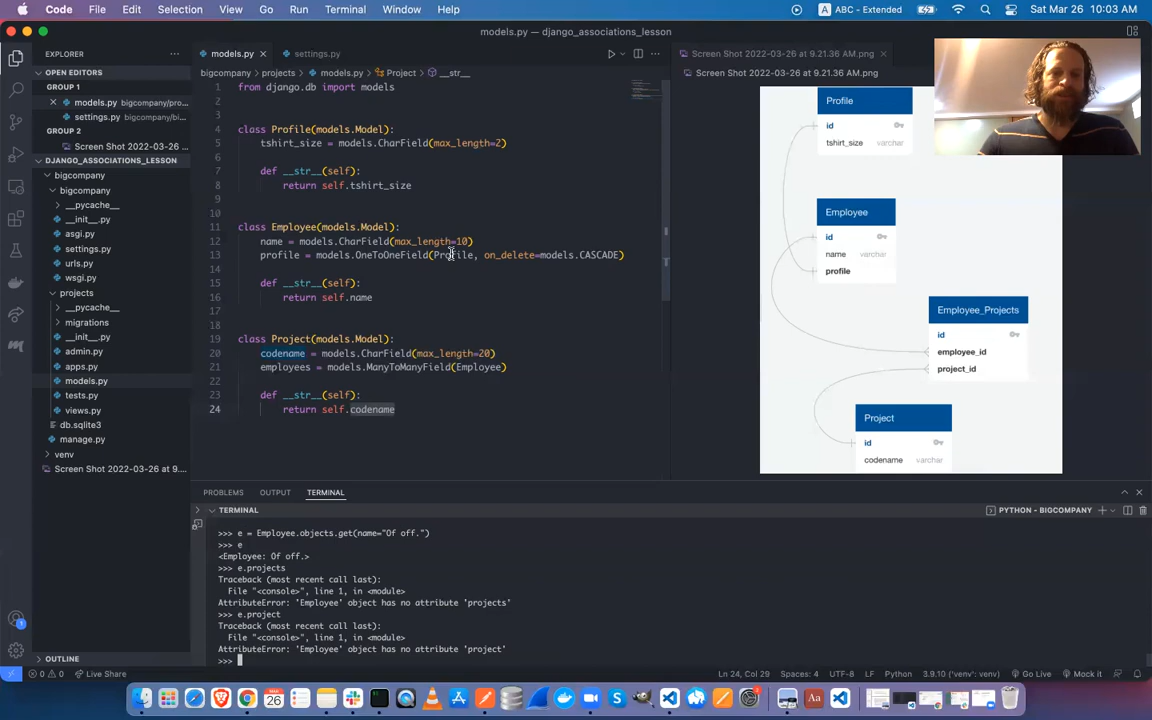 Code File Edit Selection View Go Run Terminal Window Help
ABC - Extended Sat Mar 26 10:03 AM
models.py — django_associations_lesson
EXPLORER
OPEN EDITORS
GROUP 1
models.py bigcompany/pro...
settings.py bigcompany/bi...
GROUP 2
Screen Shot 2022-03-26 ...
DJANGO_ASSOCIATIONS_LESSON
bigcompany
bigcompany
__pycache__
__init__.py
asgi.py
settings.py
urls.py
wsgi.py
projects
__pycache__
migrations
__init__.py
admin.py
apps.py
models.py
tests.py
views.py
db.sqlite3
manage.py
venv
Screen Shot 2022-03-26 at 9....
OUTLINE
models.py settings.py
bigcompany > projects > models.py > Project > __str__
1 from django.db import models
2
3
4 class Profile(models.Model):
5 tshirt_size = models.CharField(max_length=2)
6
7 def __str__(self):
8 return self.tshirt_size
9
10
11 class Employee(models.Model):
12 name = models.CharField(max_length=10)
13 profile = models.OneToOneField(Profile, on_delete=models.CASCADE)
14
15 def __str__(self):
16 return self.name
17
18
19 class Project(models.Model):
20 codename = models.CharField(max_length=20)
21 employees = models.ManyToManyField(Employee)
22
23 def __str__(self):
24 return self.codename
Screen Shot 2022-03-26 at 9.21.36 AM.png
Screen Shot 2022-03-26 at 9.21.36 AM.png
Profile
id
tshirt_size varchar
Employee
id
name varchar
profile
Employee_Projects
id
employee_id
project_id
Project
id
codename varchar
PROBLEMS OUTPUT TERMINAL
TERMINAL
PYTHON - BIGCOMPANY
>>> e = Employee.objects.get(name="Of off.")
>>> e
<Employee: Of off.>
>>> e.projects
Traceback (most recent call last):
File "<console>", line 1, in <module>
AttributeError: 'Employee' object has no attribute 'projects'
>>> e.project
Traceback (most recent call last):
File "<console>", line 1, in <module>
AttributeError: 'Employee' object has no attribute 'project'
>>>
0 0 Live Share
Ln 24, Col 29 Spaces: 4 UTF-8 LF Python 3.9.10 ('venv': venv) Go Live Mock it